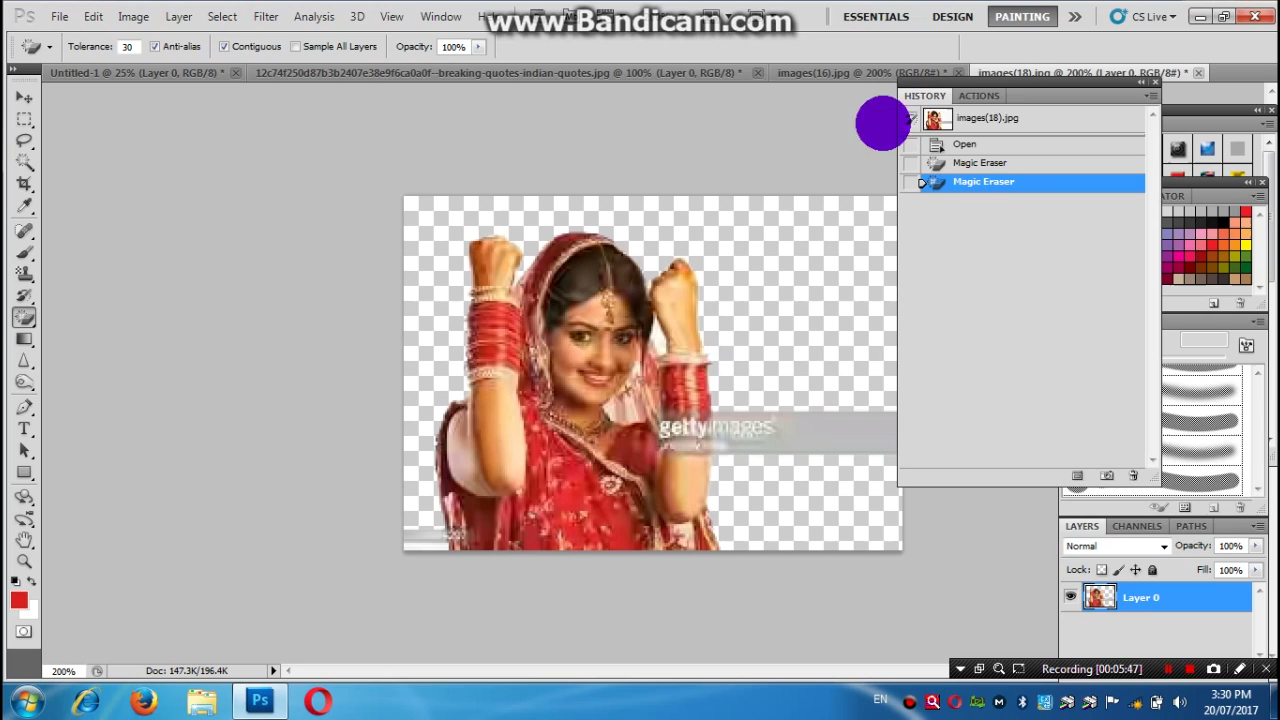 Ps File Edit Image Layer Select Filter Analysis 3D View Window
www.Bandicam.com
ESSENTIALS DESIGN PAINTING CS Live
Tolerance: 30 Anti-alias Contiguous Sample All Layers Opacity: 100%
Untitled-1 @ 25% (Layer 0, RGB/8) * 12c74f250d87b3b2407e38e9f6ca0a0f--breaking-quotes-indian-quotes.jpg @ 100% (Layer 0, RGB/8) * images(16).jpg @ 200% (RGB/8#) * images(18).jpg @ 200% (Layer 0, RGB/8#) *
HISTORY ACTIONS
images(18).jpg
Open
Magic Eraser
Magic Eraser
ATOR
gettyimages
LAYERS CHANNELS PATHS
Normal Opacity: 100%
Lock: Fill: 100%
Layer 0
200% Doc: 147.3K/196.4K
Recording [00:05:47]
Ps EN 3:30 PM
20/07/2017